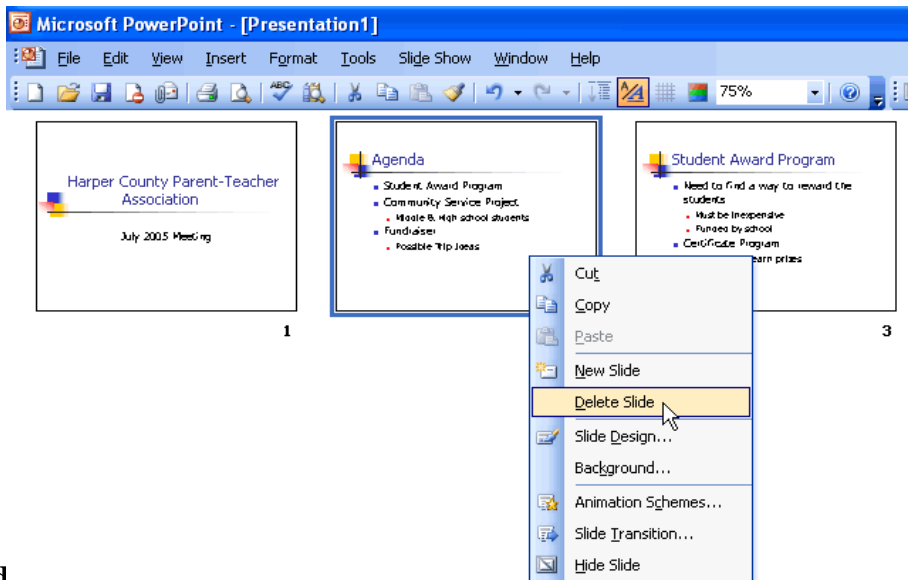 Microsoft PowerPoint - [Presentation1]
File Edit View Insert Format Tools Slide Show Window Help
ABC 75%
Harper County Parent-Teacher
Association
July 2005 Meeting
1
Agenda
Student Award Program
Community Service Project
Middle & High school students
Fundraiser
Possible Trip Ideas
Student Award Program
Need to find a way to reward the
students
Must be inexpensive
Funded by school
Certificate Program
earn prizes
3
Cut
Copy
Paste
New Slide
Delete Slide
Slide Design...
Background...
Animation Schemes...
Slide Transition...
Hide Slide